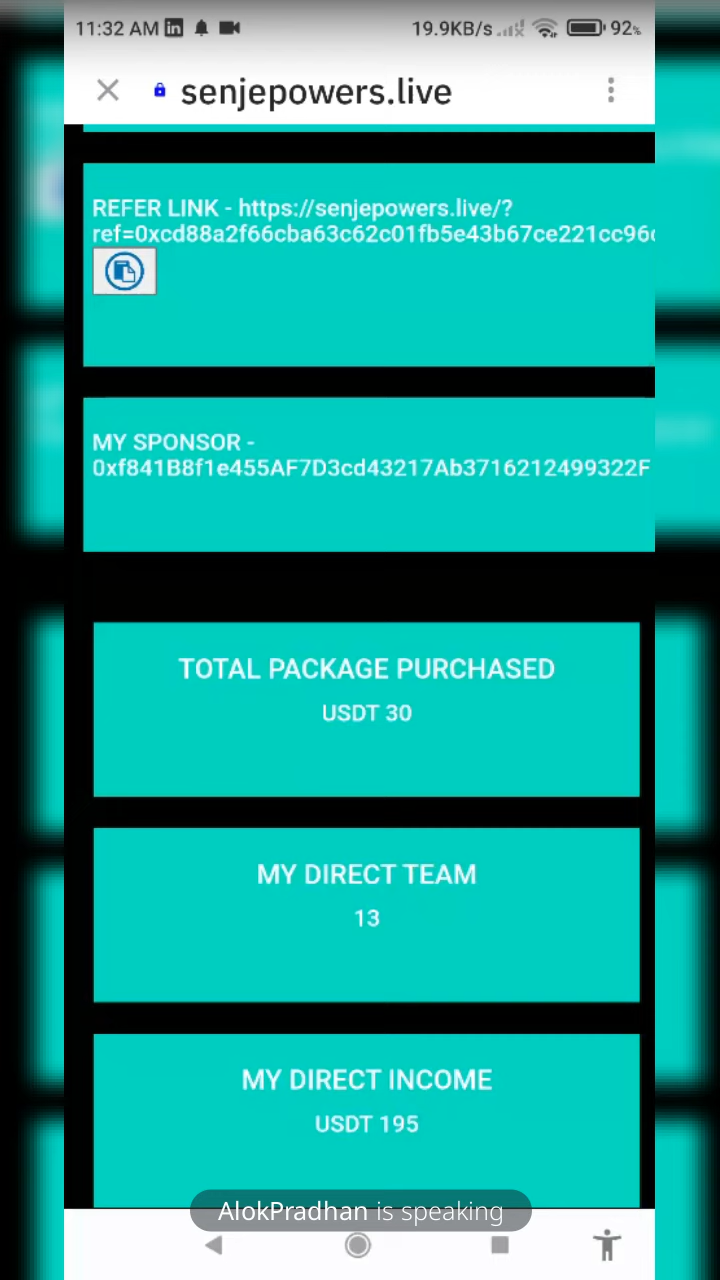 11:32 AM in 19.9KB/s 92%
senjepowers.live
REFER LINK - https://senjepowers.live/?
ref=0xcd88a2f66cba63c62c01fb5e43b67ce221cc96
MY SPONSOR -
0xf841B8f1e455AF7D3cd43217Ab3716212499322F
TOTAL PACKAGE PURCHASED
USDT 30
MY DIRECT TEAM
13
MY DIRECT INCOME
USDT 195
AlokPradhan is speaking